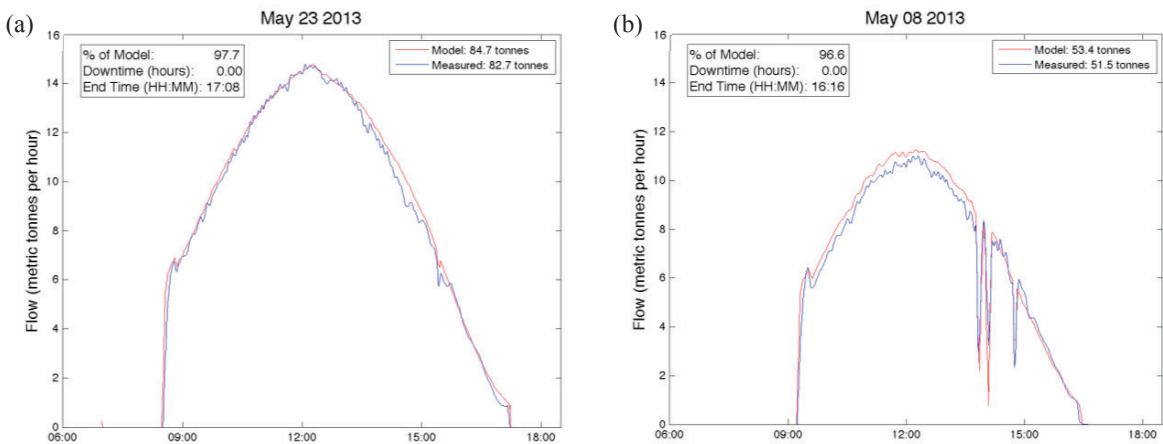 (a)
May 23 2013
% of Model: 97.7
Downtime (hours): 0.00
End Time (HH:MM): 17:08
Model: 84.7 tonnes
Measured: 82.7 tonnes
Flow (metric tonnes per hour)
16
14
12
10
8
6
4
2
0
06:00 09:00 12:00 15:00 18:00
(b)
May 08 2013
% of Model: 96.6
Downtime (hours): 0.00
End Time (HH:MM): 16:16
Model: 53.4 tonnes
Measured: 51.5 tonnes
Flow (metric tonnes per hour)
16
14
12
10
8
6
4
2
0
06:00 09:00 12:00 15:00 18:00